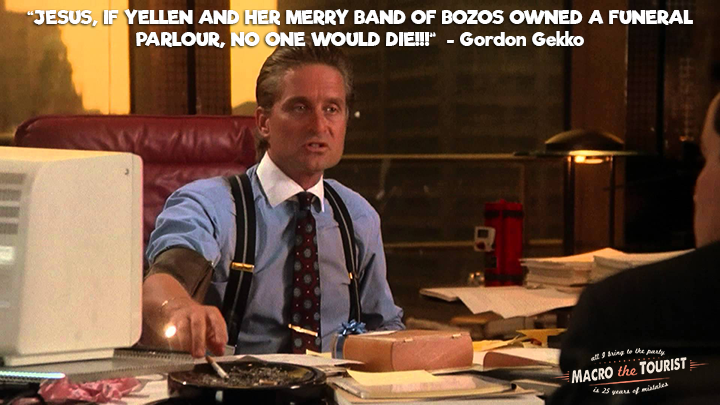 "JESUS, IF YELLEN AND HER MERRY BAND OF BOZOS OWNED A FUNERAL
PARLOUR, NO ONE WOULD DIE!!!" - Gordon Gekko
all I bring to the party
MACRO the TOURIST
is 25 years of mistakes